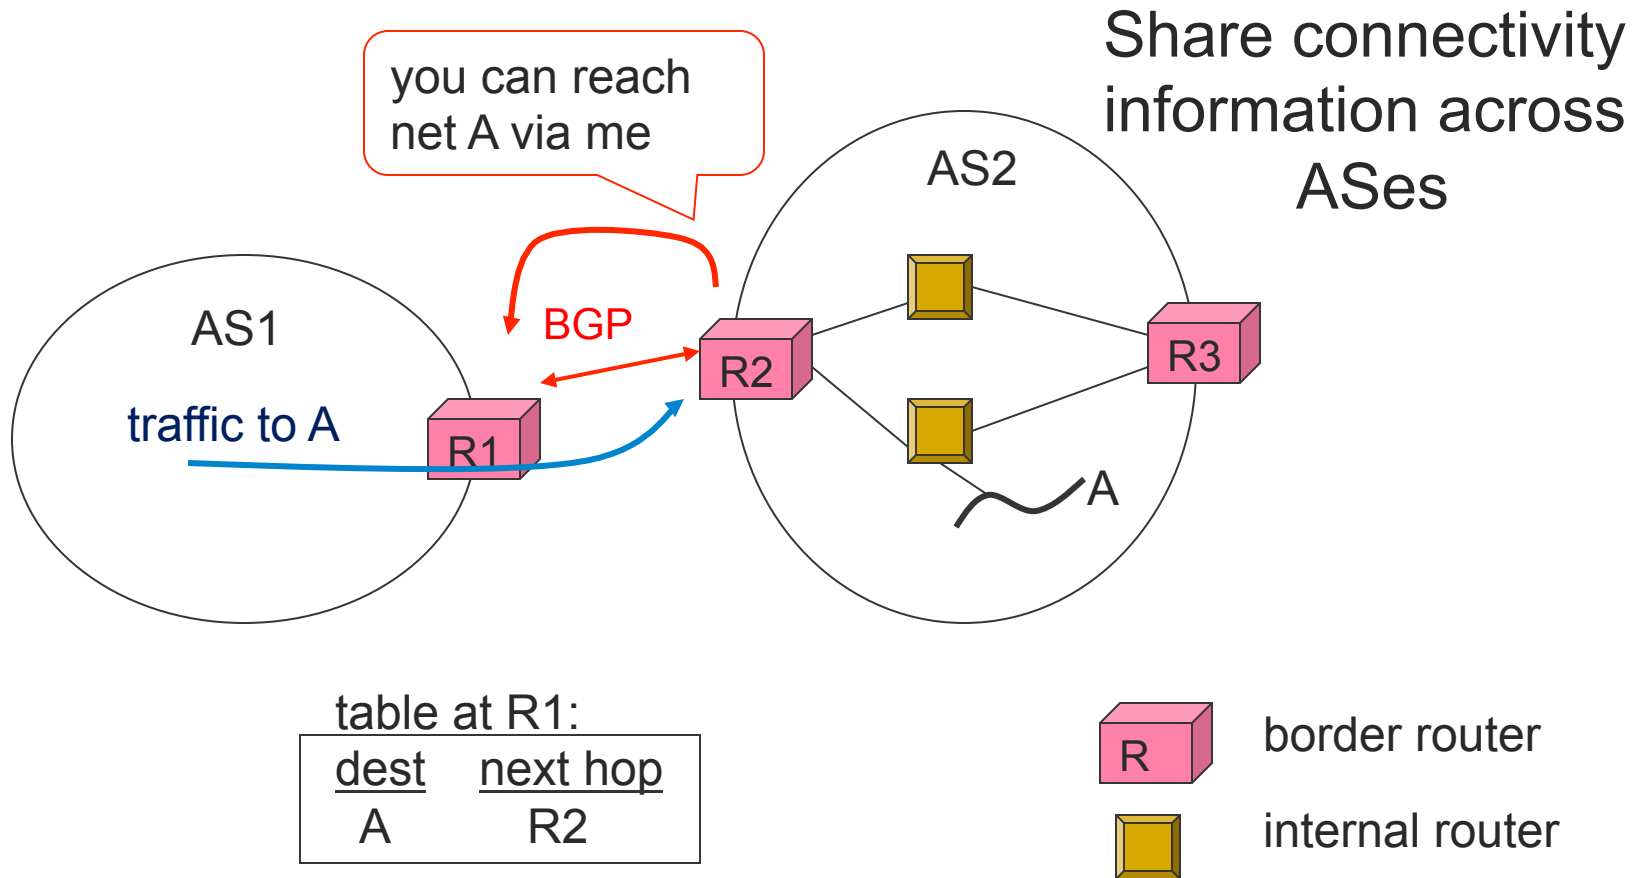 Share connectivity
information across
ASes
you can reach
net A via me
AS2
AS1
BGP
R2
R3
traffic to A
R1
A
table at R1:
dest next hop
A R2
R border router
internal router